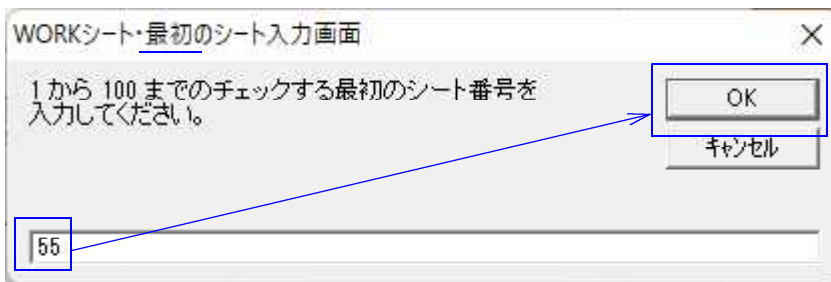 WORKシート・最初のシート入力画面
1 から 100 までのチェックする最初のシート番号を
入力してください。
OK
キャンセル
55